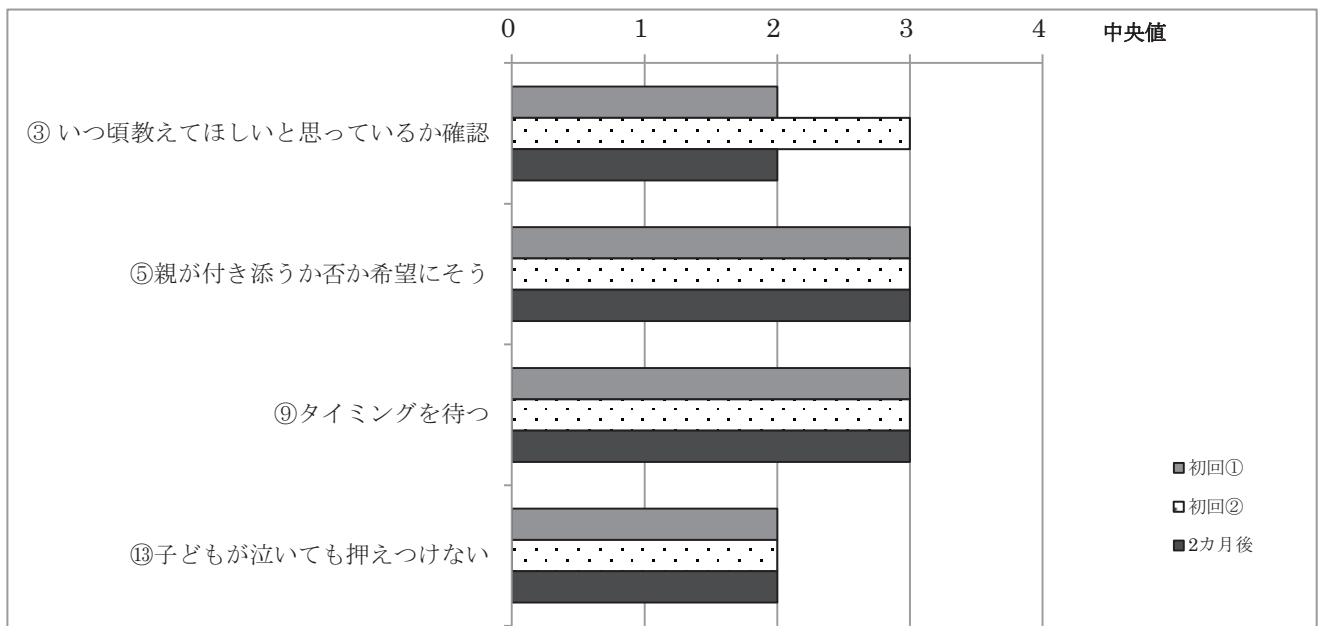 0 1 2 3 4 中央値
③ いつ頃教えてほしいと思っているか確認
⑤親が付き添うか否か希望にそう
⑨タイミングを待つ
⑬子どもが泣いても押えつけない
初回①
初回②
2カ月後